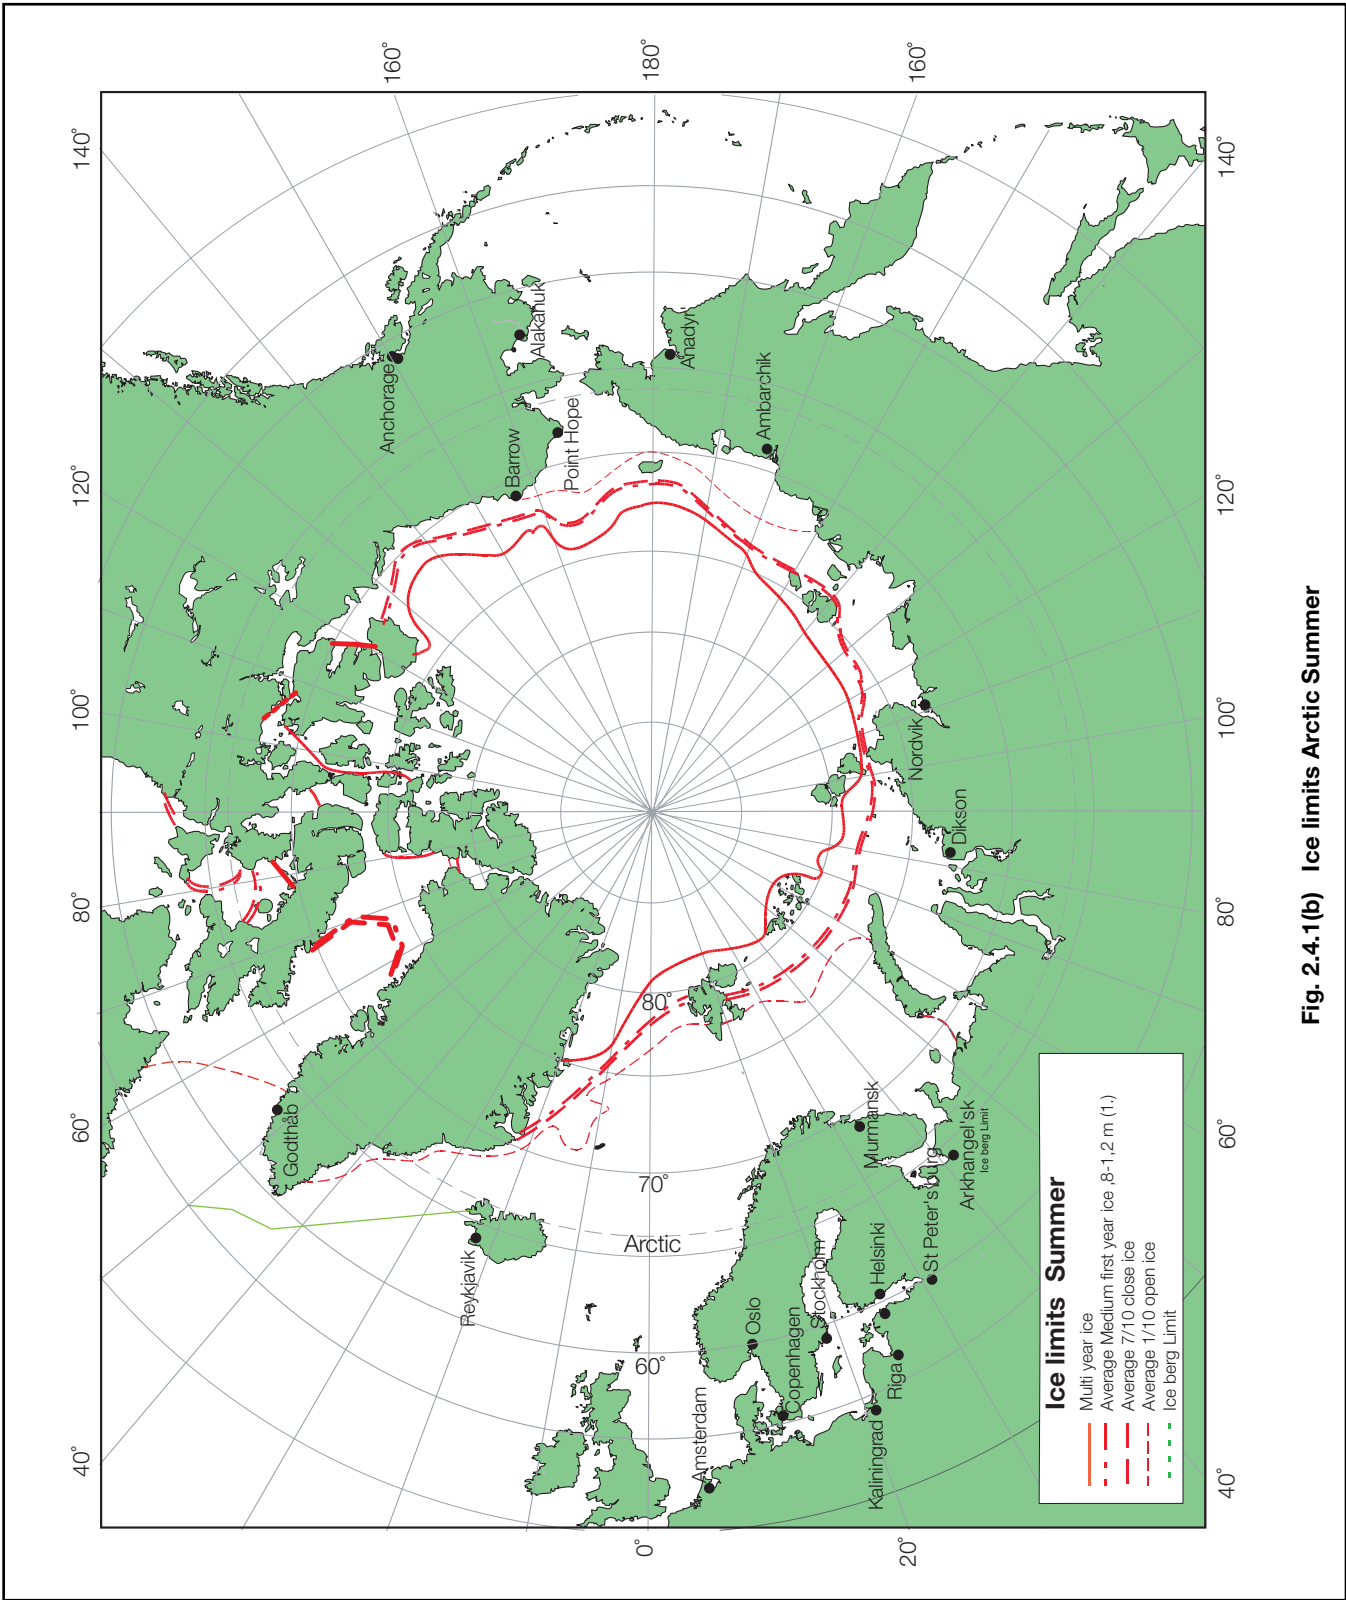 160°
180°
160°
140°
140°
120°
120°
100°
100°
80°
80°
60°
60°
40°
40°
0°
20°
Anchorage
Alakanuk
Anadyr
Barrow
Point Hope
Ambarchik
Nordvik
Dikson
80°
70°
60°
Arctic
Godthåb
Reykjavik
Murmansk
Arkhangel'sk
Ice berg Limit
St Peter's burg
Helsinki
Stockholm
Oslo
Copenhagen
Riga
Kaliningrad
Amsterdam
Ice limits Summer
Multi year ice
Average Medium first year ice ,8-1,2 m (1.)
Average 7/10 close ice
Average 1/10 open ice
Ice berg Limit
Fig. 2.4.1(b) Ice limits Arctic Summer